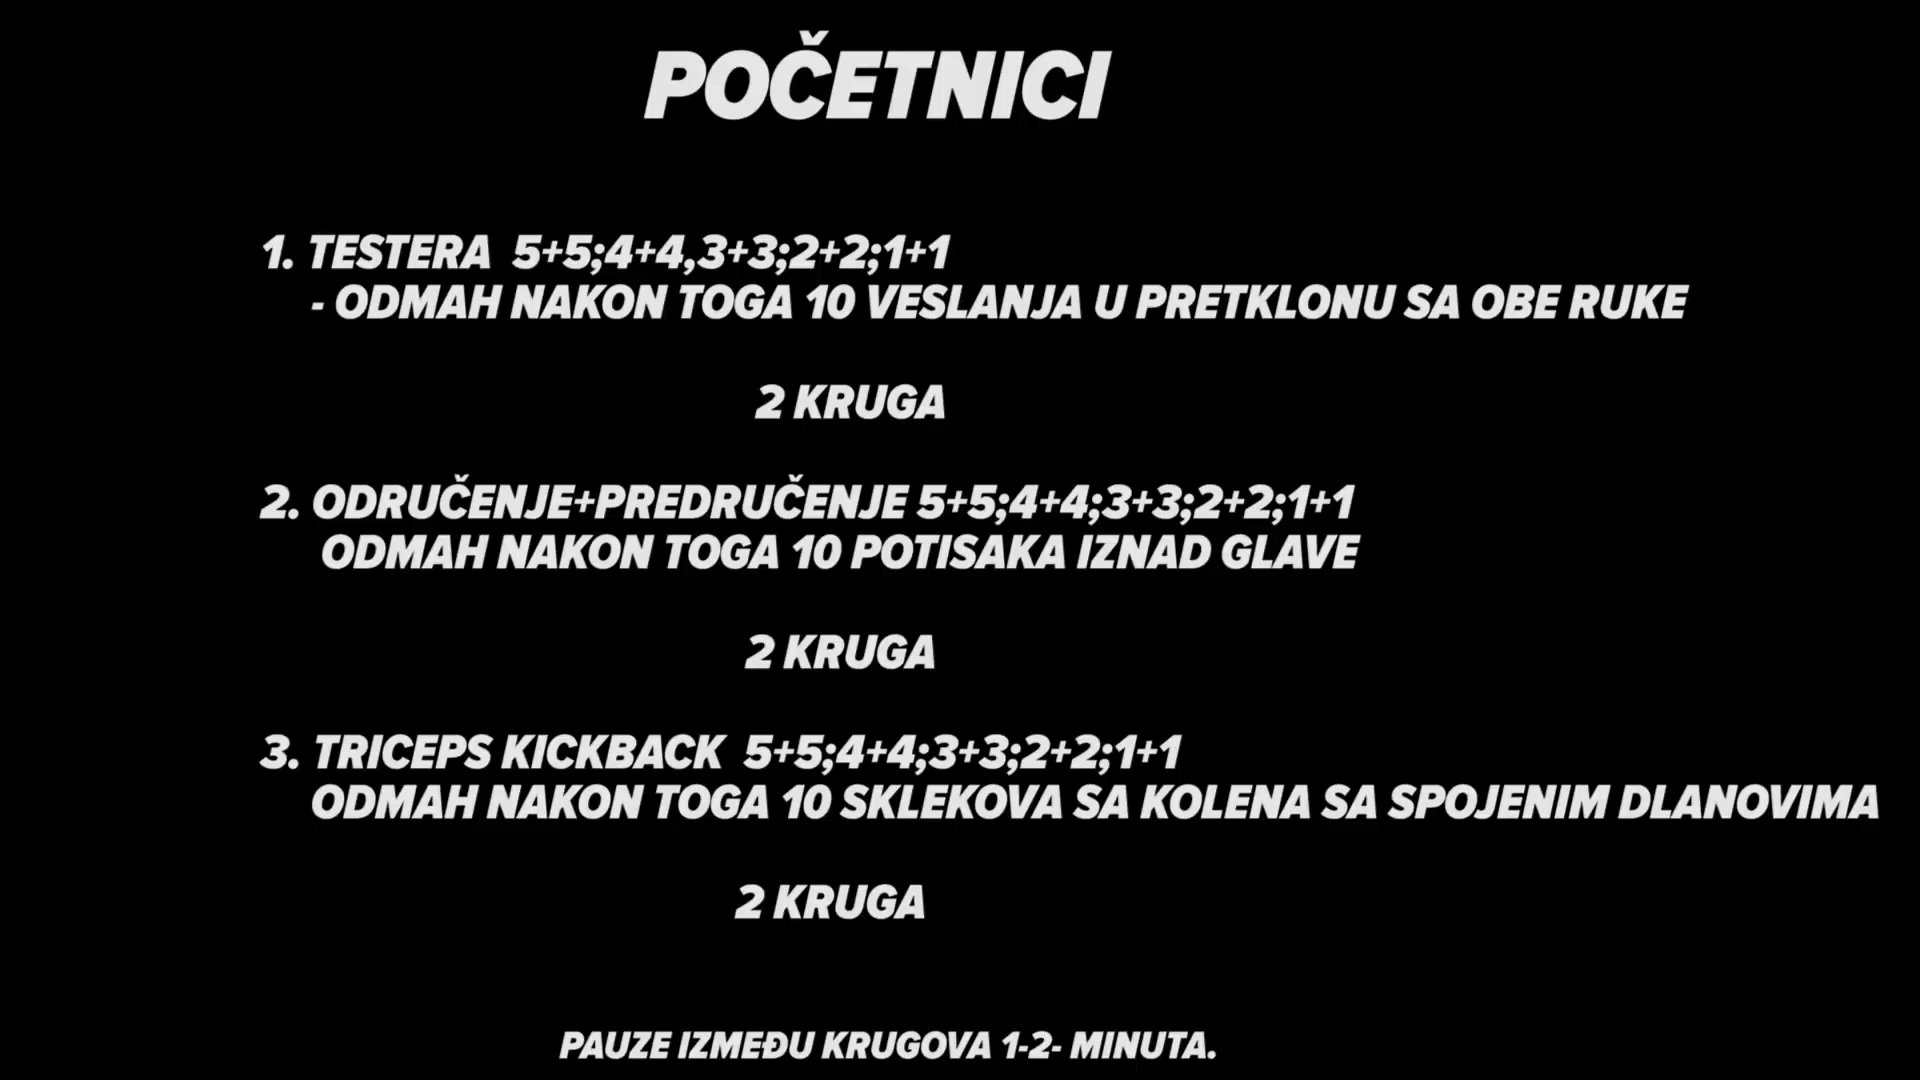 POČETNICI
1. TESTERA 5+5;4+4,3+3;2+2;1+1
- ODMAH NAKON TOGA 10 VESLANJA U PRETKLONU SA OBE RUKE
2 KRUGA
2. ODRUČENJE+PREDRUČENJE 5+5;4+4;3+3;2+2;1+1
ODMAH NAKON TOGA 10 POTISAKA IZNAD GLAVE
2 KRUGA
3. TRICEPS KICKBACK 5+5;4+4;3+3;2+2;1+1
ODMAH NAKON TOGA 10 SKLEKOVA SA KOLENA SA SPOJENIM DLANOVIMA
2 KRUGA
PAUZE IZMEĐU KRUGOVA 1-2- MINUTA.